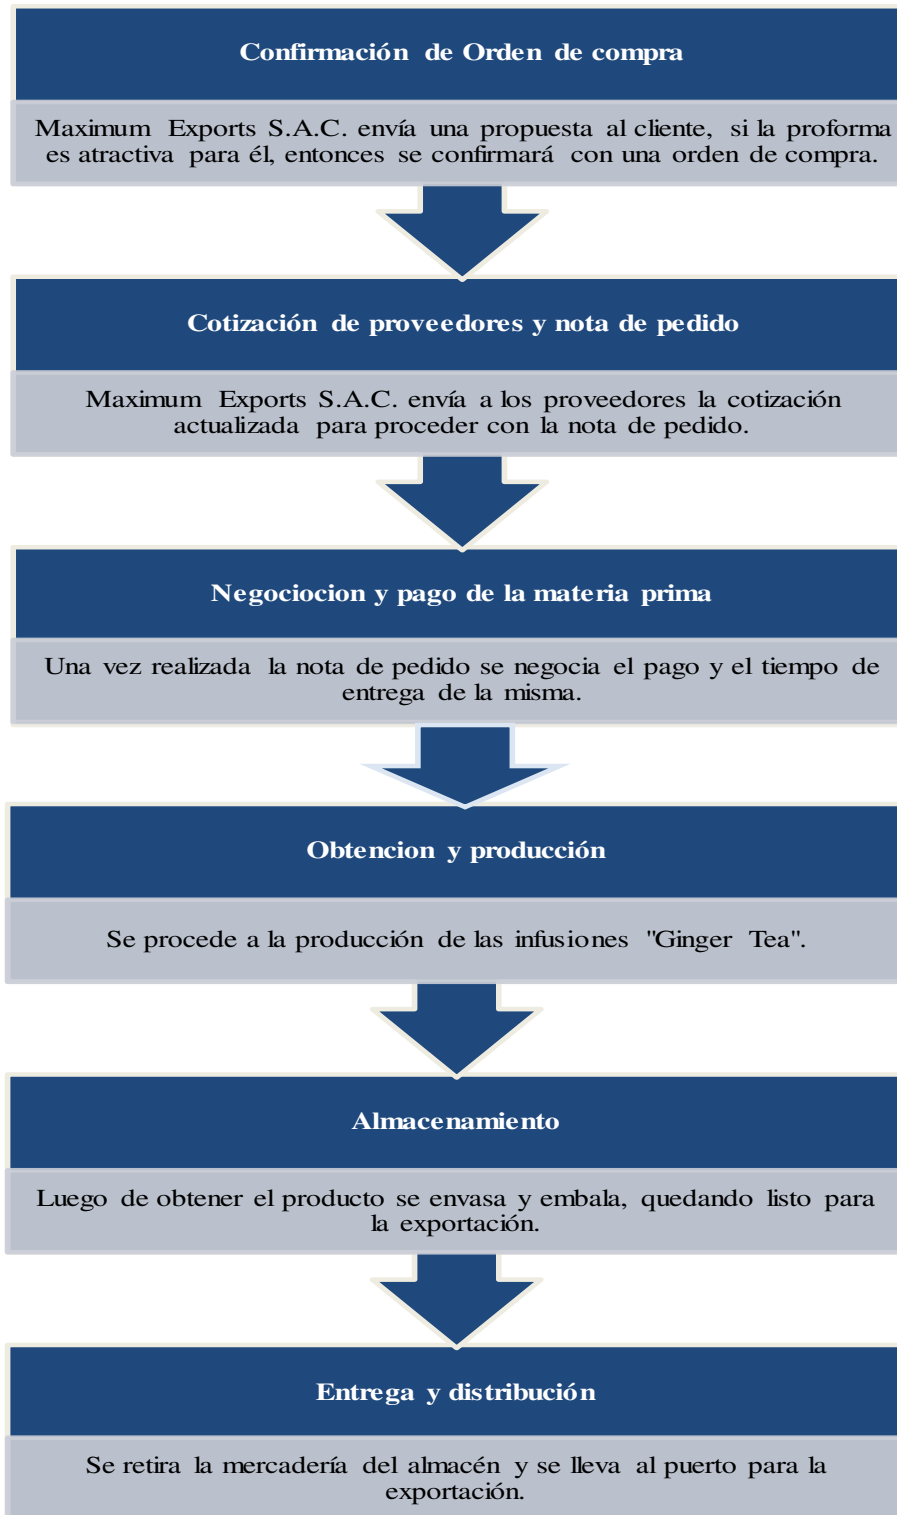 Confirmación de Orden de compra
Maximum Exports S.A.C. envía una propuesta al cliente, si la proforma
es atractiva para él, entonces se confirmará con una orden de compra.
Cotización de proveedores y nota de pedido
Maximum Exports S.A.C. envía a los proveedores la cotización
actualizada para proceder con la nota de pedido.
Negociocion y pago de la materia prima
Una vez realizada la nota de pedido se negocia el pago y el tiempo de
entrega de la misma.
Obtencion y producción
Se procede a la producción de las infusiones "Ginger Tea".
Almacenamiento
Luego de obtener el producto se envasa y embala, quedando listo para
la exportación.
Entrega y distribución
Se retira la mercadería del almacén y se lleva al puerto para la
exportación.